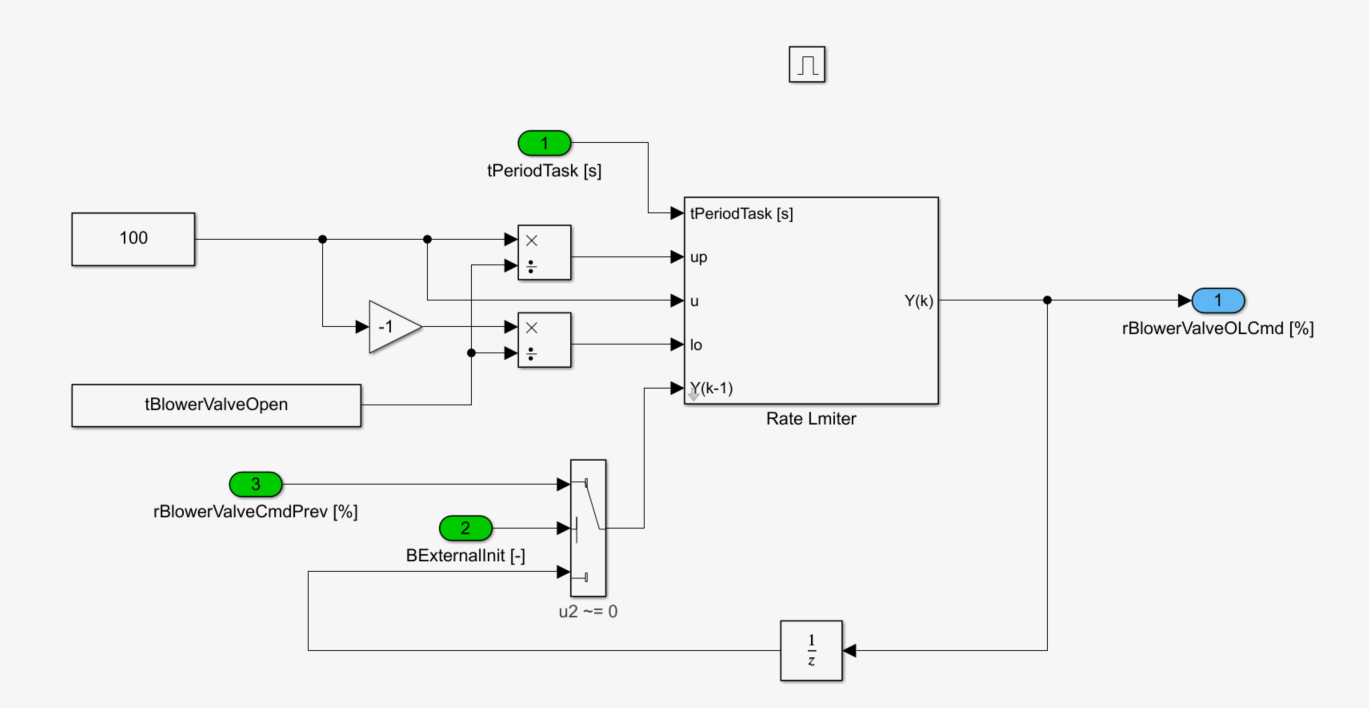 1
tPeriodTask [s]
100
×
÷
-1
×
÷
tBlowerValveOpen
tPeriodTask [s]
up
u
lo
Y(k-1)
Y(k)
Rate Lmiter
1
rBlowerValveOLCmd [%]
3
rBlowerValveCmdPrev [%]
2
BExternalInit [-]
u2 ~= 0
1
z